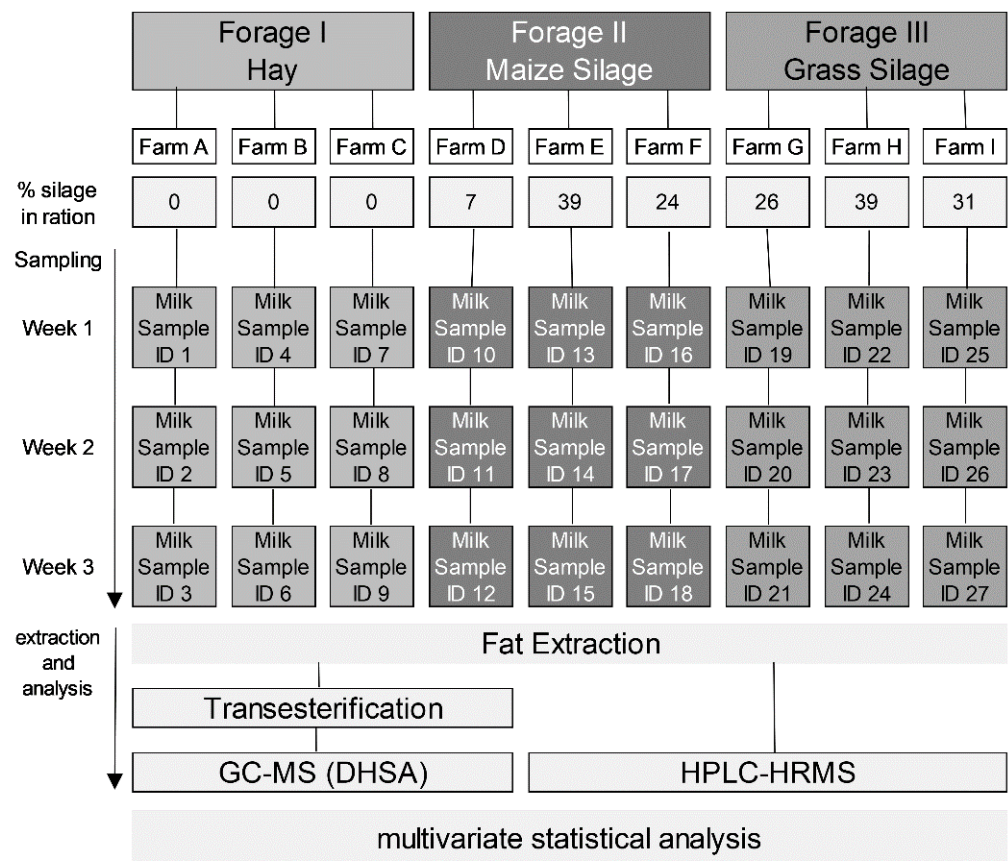 Forage I
Hay
Forage II
Maize Silage
Forage III
Grass Silage
Farm A
Farm B
Farm C
Farm D
Farm E
Farm F
Farm G
Farm H
Farm I
% silage
in ration
0
0
0
7
39
24
26
39
31
Sampling
Week 1
Milk
Sample
ID 1
Milk
Sample
ID 4
Milk
Sample
ID 7
Milk
Sample
ID 10
Milk
Sample
ID 13
Milk
Sample
ID 16
Milk
Sample
ID 19
Milk
Sample
ID 22
Milk
Sample
ID 25
Week 2
Milk
Sample
ID 2
Milk
Sample
ID 5
Milk
Sample
ID 8
Milk
Sample
ID 11
Milk
Sample
ID 14
Milk
Sample
ID 17
Milk
Sample
ID 20
Milk
Sample
ID 23
Milk
Sample
ID 26
Week 3
Milk
Sample
ID 3
Milk
Sample
ID 6
Milk
Sample
ID 9
Milk
Sample
ID 12
Milk
Sample
ID 15
Milk
Sample
ID 18
Milk
Sample
ID 21
Milk
Sample
ID 24
Milk
Sample
ID 27
extraction
and
analysis
Fat Extraction
Transesterification
GC-MS (DHSA)
HPLC-HRMS
multivariate statistical analysis